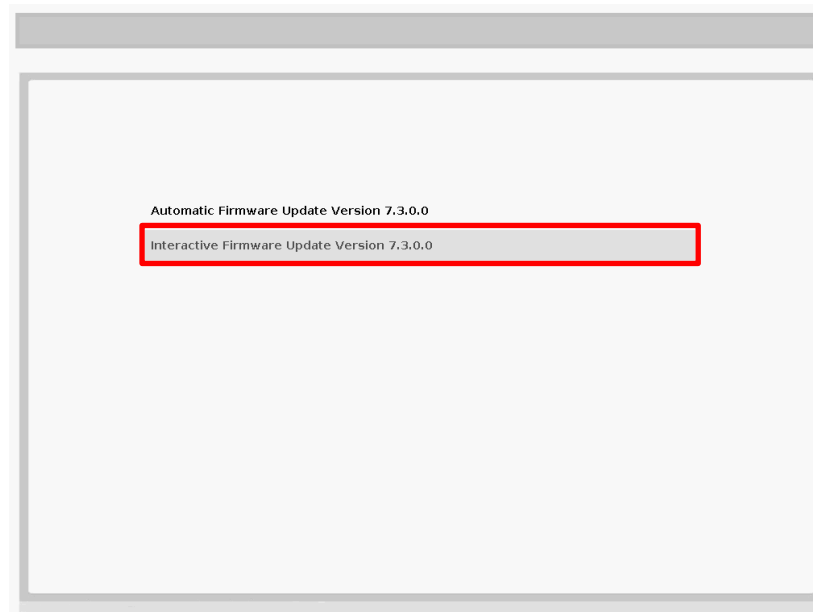 Automatic Firmware Update Version 7.3.0.0
Interactive Firmware Update Version 7.3.0.0